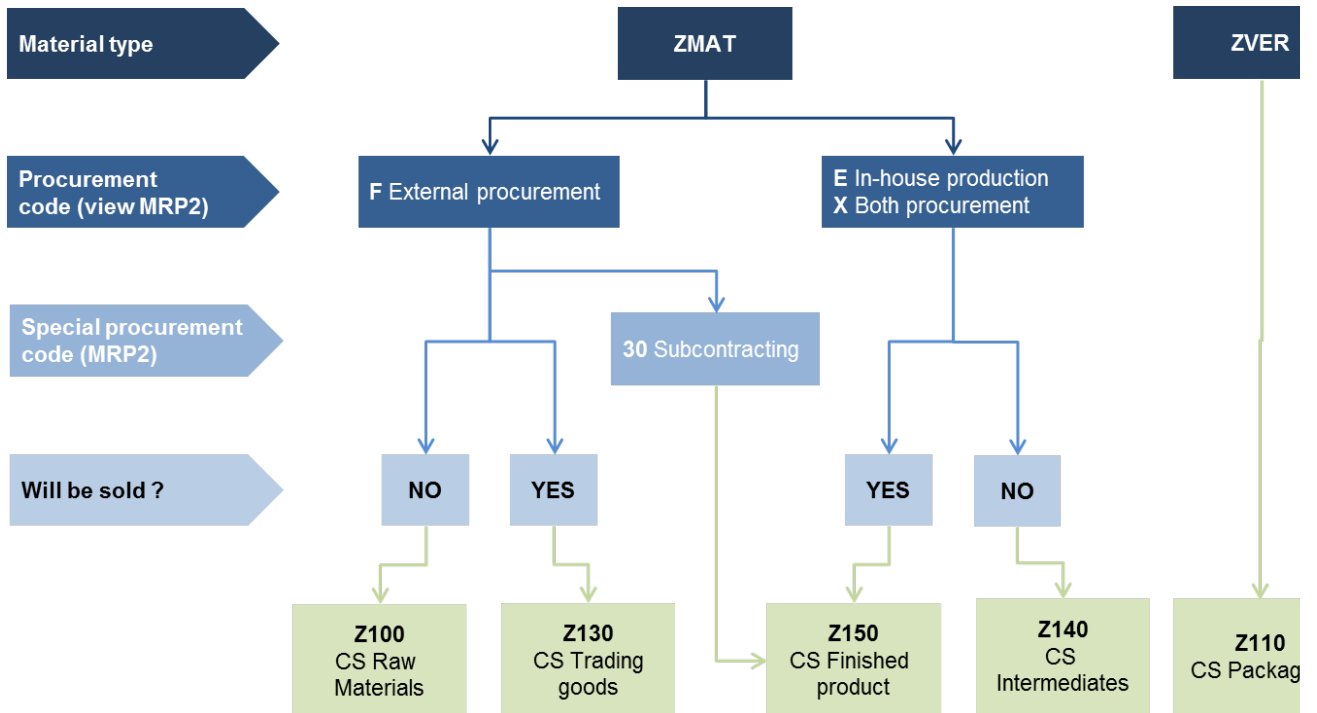 Material type
ZMAT
ZVER
Procurement
code (view MRP2)
F External procurement
E In-house production
X Both procurement
Special procurement
code (MRP2)
30 Subcontracting
Will be sold ?
NO
YES
YES
NO
Z100
CS Raw
Materials
Z130
CS Trading
goods
Z150
CS Finished
product
Z140
CS
Intermediates
Z110
CS Packag